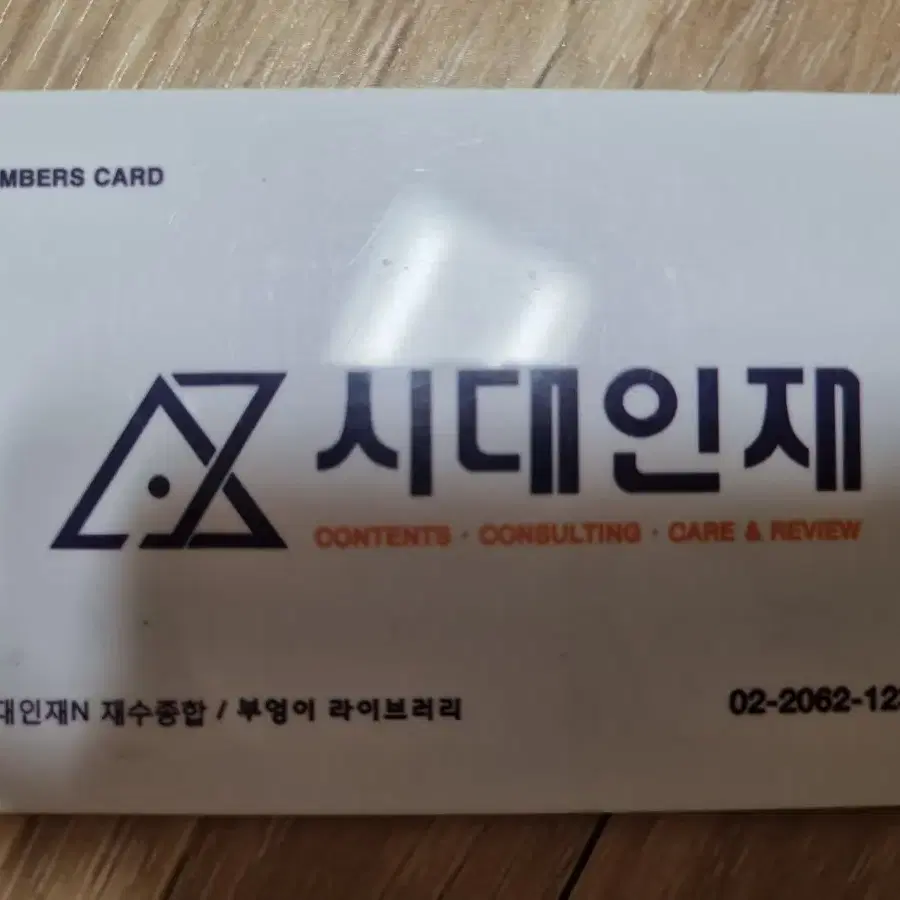 MBERS CARD
시대인재
CONTENTS · CONSULTING · CARE & REVIEW
대인재N 재수종합 / 부엉이 라이브러리
02-2062-12